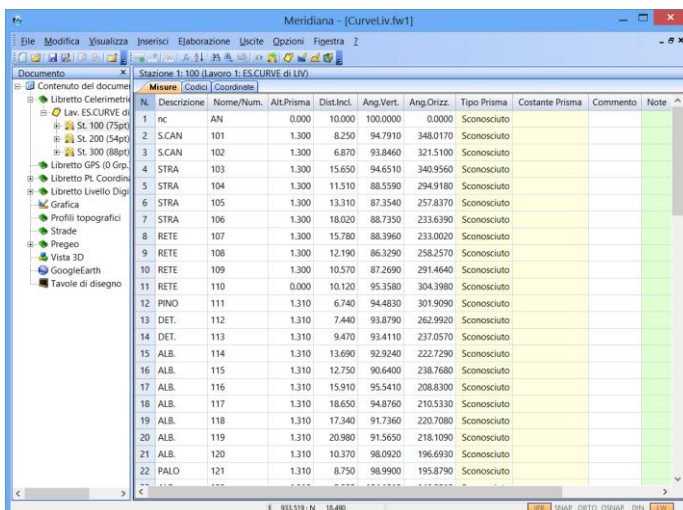 Meridiana - [CurveLiv.fw1]
File Modifica Visualizza Inserisci Elaborazione Uscite Opzioni Finestra ?
Documento
Contenuto del docume
Libretto Celerimetric
Lav. ES.CURVE di
St. 100 (75pt)
St. 200 (54pt)
St. 300 (88pt)
Libretto GPS (0 Grp.
Libretto Pt. Coordina
Libretto Livello Digi
Grafica
Profili topografici
Strade
Pregeo
Vista 3D
GoogleEarth
Tavole di disegno
Stazione 1: 100 (Lavoro 1: ES.CURVE di LIV)
Misure Codici Coordinate
N. Descrizione Nome/Num. Alt.Prisma Dist.Incl. Ang.Vert. Ang.Orizz. Tipo Prisma Costante Prisma Commento Note
1 nc AN 0.000 10.000 100.0000 0.0000 Sconosciuto
2 S.CAN 101 1.300 8.250 94.7910 348.0170 Sconosciuto
3 S.CAN 102 1.300 6.870 93.8460 321.5100 Sconosciuto
4 STRA 103 1.300 15.650 94.6510 340.9560 Sconosciuto
5 STRA 104 1.300 11.510 88.5590 294.9180 Sconosciuto
6 STRA 105 1.300 13.310 87.3540 257.8370 Sconosciuto
7 STRA 106 1.300 18.020 88.7350 233.6390 Sconosciuto
8 RETE 107 1.300 15.780 88.3960 233.0020 Sconosciuto
9 RETE 108 1.300 12.190 86.3290 258.2570 Sconosciuto
10 RETE 109 1.300 10.570 87.2690 291.4640 Sconosciuto
11 RETE 110 0.000 10.120 95.3580 304.3980 Sconosciuto
12 PINO 111 1.310 6.740 94.4830 301.9090 Sconosciuto
13 DET. 112 1.310 7.440 93.8790 262.9920 Sconosciuto
14 DET. 113 1.310 9.470 93.4110 237.0570 Sconosciuto
15 ALB. 114 1.310 13.690 92.9240 222.7290 Sconosciuto
16 ALB. 115 1.310 12.750 90.6400 238.7680 Sconosciuto
17 ALB. 116 1.310 15.910 95.5410 208.8300 Sconosciuto
18 ALB. 117 1.310 18.650 94.8760 210.5330 Sconosciuto
19 ALB. 118 1.310 17.340 91.7360 220.7080 Sconosciuto
20 ALB. 119 1.310 20.980 91.5650 218.1090 Sconosciuto
21 ALB. 120 1.310 10.370 98.0920 196.6930 Sconosciuto
22 PALO 121 1.310 8.750 98.9900 195.8790 Sconosciuto
E 933.519 ; N 18.490
SNAP ORTO OSNAP DIN LW